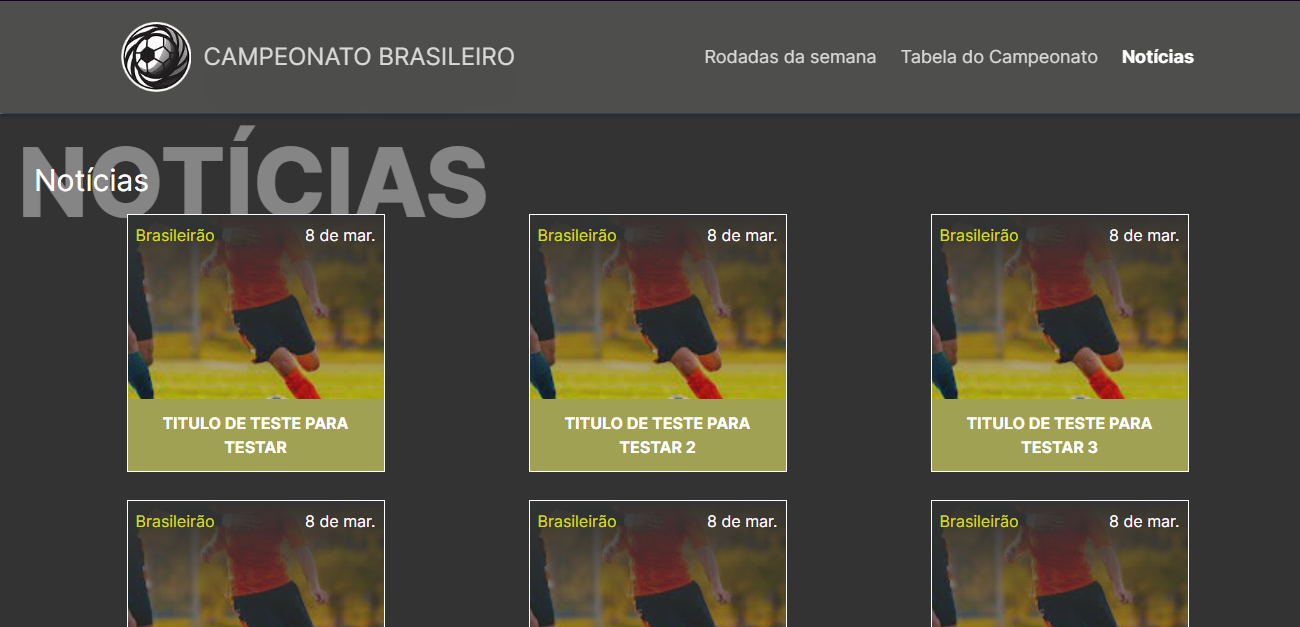 CAMPEONATO BRASILEIRO
Rodadas da semana Tabela do Campeonato Notícias
NOTÍCIAS
Notícias
Brasileirão 8 de mar.
TITULO DE TESTE PARA
TESTAR
Brasileirão 8 de mar.
TITULO DE TESTE PARA
TESTAR 2
Brasileirão 8 de mar.
TITULO DE TESTE PARA
TESTAR 3
Brasileirão 8 de mar.
Brasileirão 8 de mar.
Brasileirão 8 de mar.